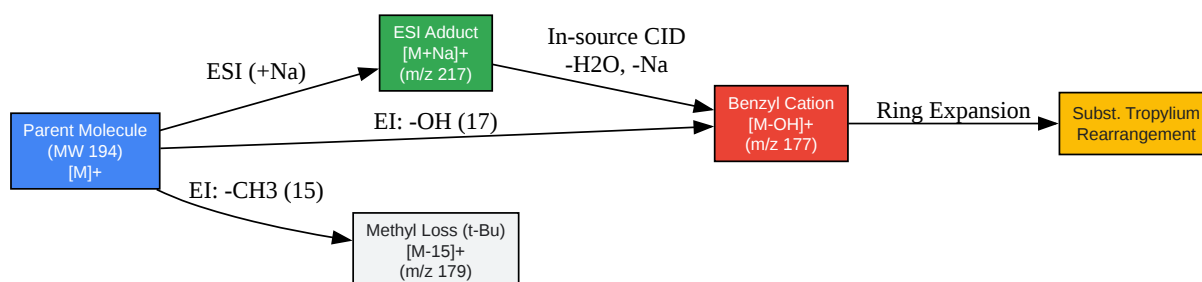 ESI Adduct
[M+Na]+
(m/z 217)
In-source CID
-H2O, -Na
ESI (+Na)
Parent Molecule
(MW 194)
[M]+
EI: -OH (17)
Benzyl Cation
[M-OH]+
(m/z 177)
Ring Expansion
Subst. Tropylium
Rearrangement
EI: -CH3 (15)
Methyl Loss (t-Bu)
[M-15]+
(m/z 179)